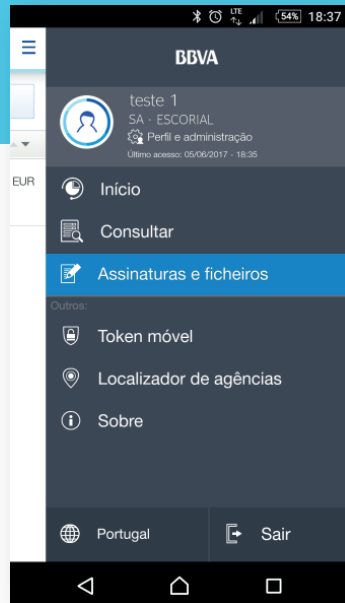 LTE 54% 18:37
BBVA
teste 1
SA - ESCORIAL
Perfil e administração
Último acesso: 05/06/2017 - 18:35
EUR
Início
Consultar
Assinaturas e ficheiros
Outros:
Token móvel
Localizador de agências
Sobre
Portugal
Sair